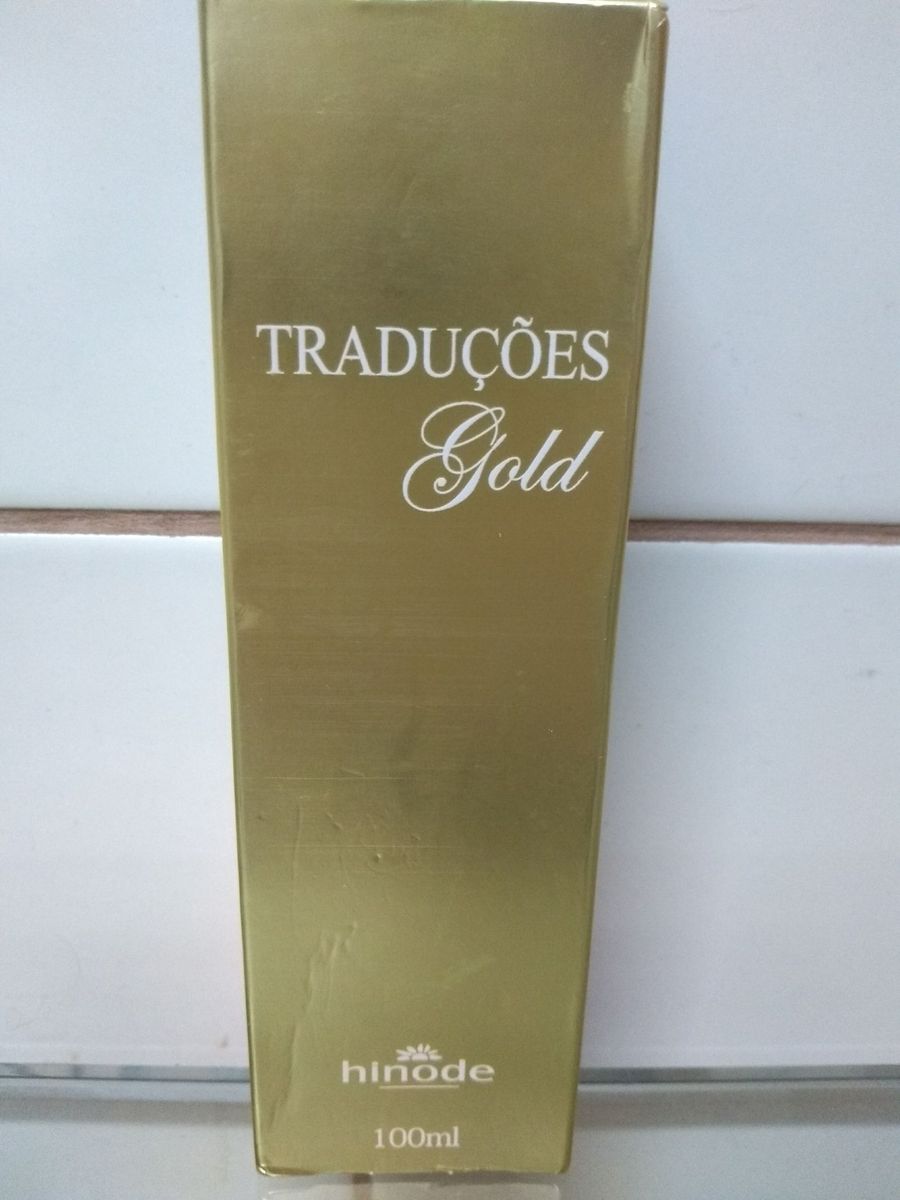 TRADUÇÕES
Gold
hinode
100ml